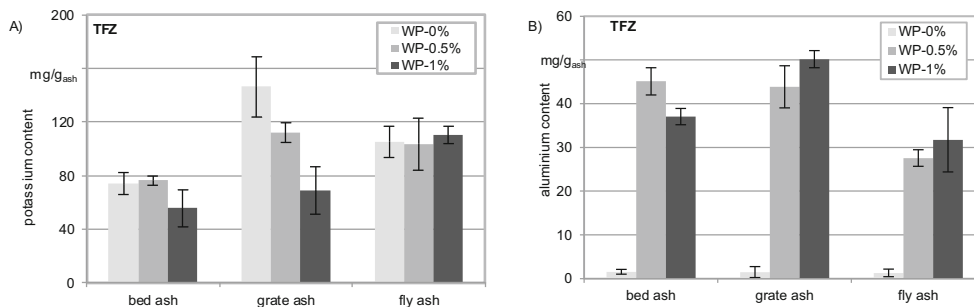 A)
TFZ
200
mg/gash
120
80
40
0
potassium content
WP-0%
WP-0.5%
WP-1%
bed ash
grate ash
fly ash
B)
TFZ
60
mg/gash
40
30
20
10
0
aluminium content
WP-0%
WP-0.5%
WP-1%
bed ash
grate ash
fly ash